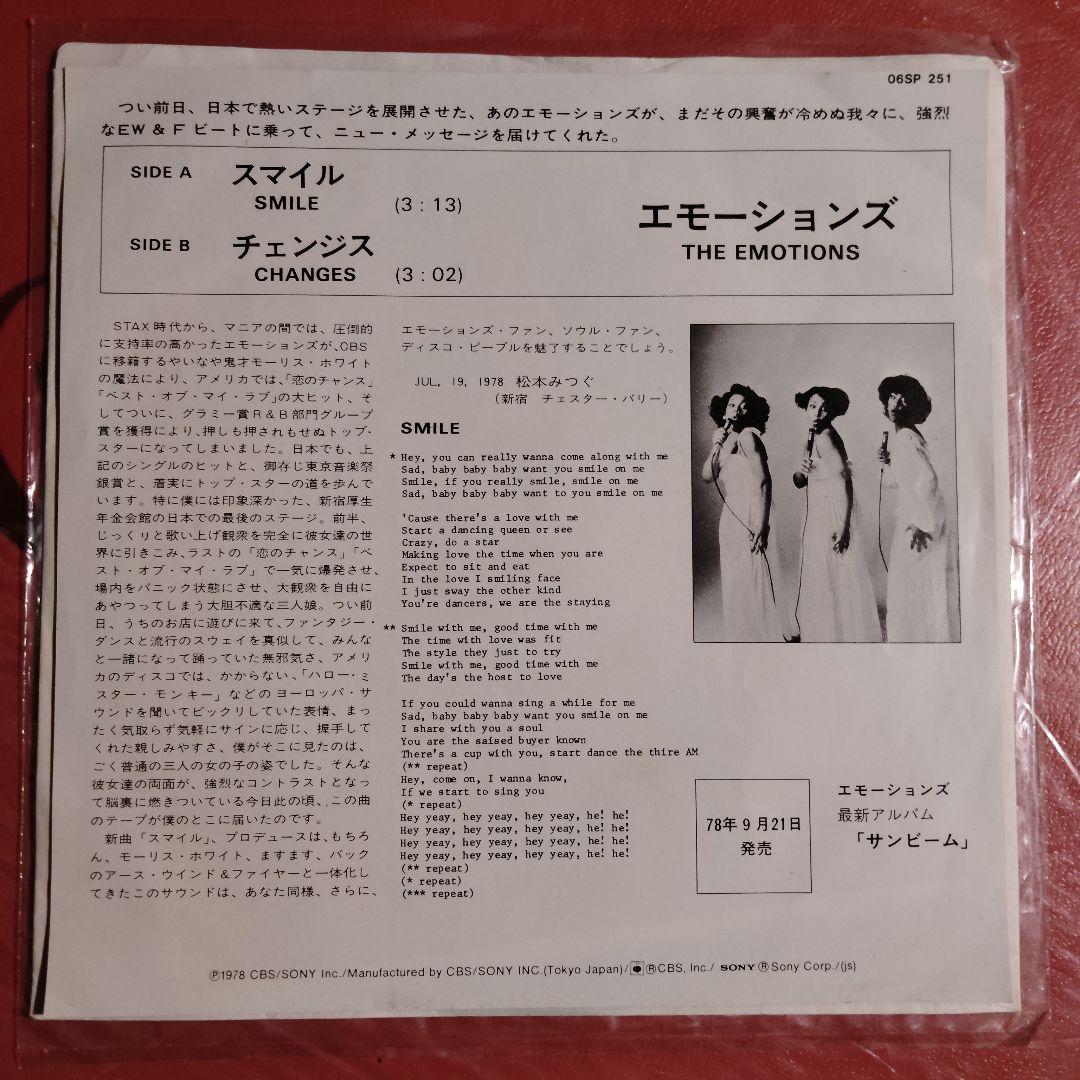 06SP 251
つい前日、日本で熱いステージを展開させた、あのエモーションズが、まだその興奮が冷めぬ我々に、強烈
なEW & F ビートに乗って、ニュー・メッセージを届けてくれた。
SIDE A スマイル
SMILE (3:13)
SIDE B チェンジス
CHANGES (3:02)
エモーションズ
THE EMOTIONS
STAX時代から、マニアの間では、圧倒的
に支持率の高かったエモーションズが、CBS
に移籍するやいなや鬼才モーリス・ホワイト
の魔法により、アメリカでは、「恋のチャンス」
「ベスト・オブ・マイ・ラブ」の大ヒット、そ
してついに、グラミー賞R&B部門グループ
賞を獲得により、押しも押されもせぬトップ・
スターになってしまいました。日本でも、上
記のシングルのヒットと、御存じ東京音楽祭
銀賞と、着実にトップ・スターの道を歩んで
います。特に僕には印象深かった、新宿厚生
年金会館の日本での最後のステージ。前半、
じっくりと歌い上げ観衆を完全に彼女達の世
界に引きこみ、ラストの「恋のチャンス」「ベ
スト・オブ・マイ・ラブ」で一気に爆発させ、
場内をパニック状態にさせ、大観衆を自由に
あやつってしまう大胆不適な三人娘。つい前
日、うちのお店に遊びに来て、ファンタジー・
ダンスと流行のスウェイを真似して、みんな
と一諸になって踊っていた無邪気さ、アメリ
カのディスコでは、かからない、「ハロー・ミ
スター・モンキー」などのヨーロッパ・サ
ウンドを聞いてビックリしていた表情、まっ
たく気取らず気軽にサインに応じ、握手して
くれた親しみやすさ、僕がそこに見たのは、
ごく普通の三人の女の子の姿でした。そんな
彼女達の両面が、強烈なコントラストとなっ
て脳裏に燃きついている今日此の頃、この曲
のテープが僕のとこに届いたのです。
新曲「スマイル」、プロデュースは、もちろ
ん、モーリス・ホワイト、ますます、バック
のアース・ウインド&ファイヤーと一体化し
てきたこのサウンドは、あなた同様、さらに、
エモーションズ・ファン、ソウル・ファン、
ディスコ・ピープルを魅了することでしょう。
JUL, 19, 1978 松本みつぐ
(新宿 チェスター・バリー)
SMILE
* Hey, you can really wanna come along with me
Sad, baby baby baby want you smile on me
Smile, if you really smile, smile on me
Sad, baby baby baby want to you smile on me
'Cause there's a love with me
Start a dancing queen or see
Crazy, do a star
Making love the time when you are
Expect to sit and eat
In the love I smiling face
I just sway the other kind
You're dancers, we are the staying
** Smile with me, good time with me
The time with love was fit
The style they just to try
Smile with me, good time with me
The day's the host to love
If you could wanna sing a while for me
Sad, baby baby baby want you smile on me
I share with you a soul
You are the saised buyer known
There's a cup with you, start dance the thire AM
(** repeat)
Hey, come on, I wanna know,
If we start to sing you
(* repeat)
Hey yeay, hey yeay, hey yeay, he! he!
Hey yeay, hey yeay, hey yeay, he! he!
Hey yeay, hey yeay, hey yeay, he! he!
Hey yeay, hey yeay, hey yeay, he! he!
(** repeat)
(* repeat)
(*** repeat)
78年9月21日
発売
エモーションズ
最新アルバム
「サンビーム」
Ⓟ1978 CBS/SONY Inc./Manufactured by CBS/SONY INC.(Tokyo Japan)/ ®CBS, Inc./ SONY ® Sony Corp./(js)